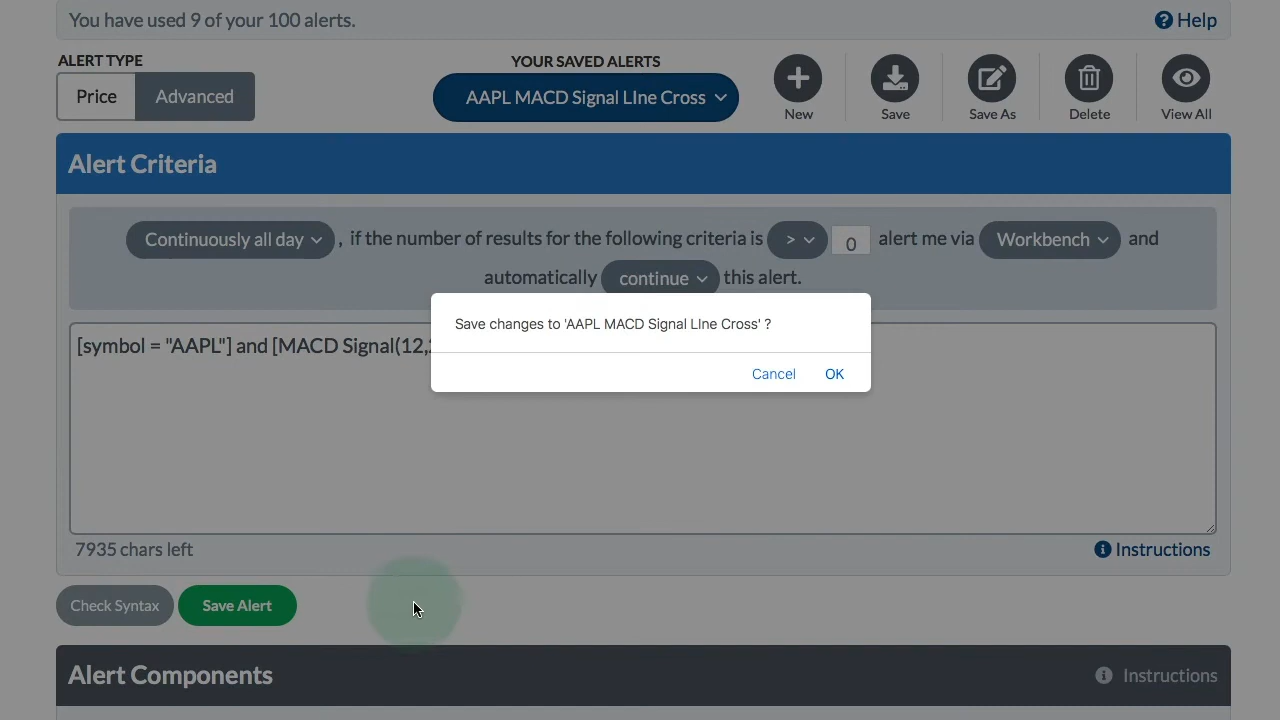 You have used 9 of your 100 alerts.
Help
ALERT TYPE
Price
Advanced
YOUR SAVED ALERTS
AAPL MACD Signal LIne Cross
New
Save
Save As
Delete
View All
Alert Criteria
Continuously all day , if the number of results for the following criteria is > 0 alert me via Workbench and
automatically continue this alert.
Save changes to 'AAPL MACD Signal LIne Cross' ?
Cancel
OK
[symbol = "AAPL"] and [MACD Signal(12,
7935 chars left
Instructions
Check Syntax
Save Alert
Alert Components
Instructions